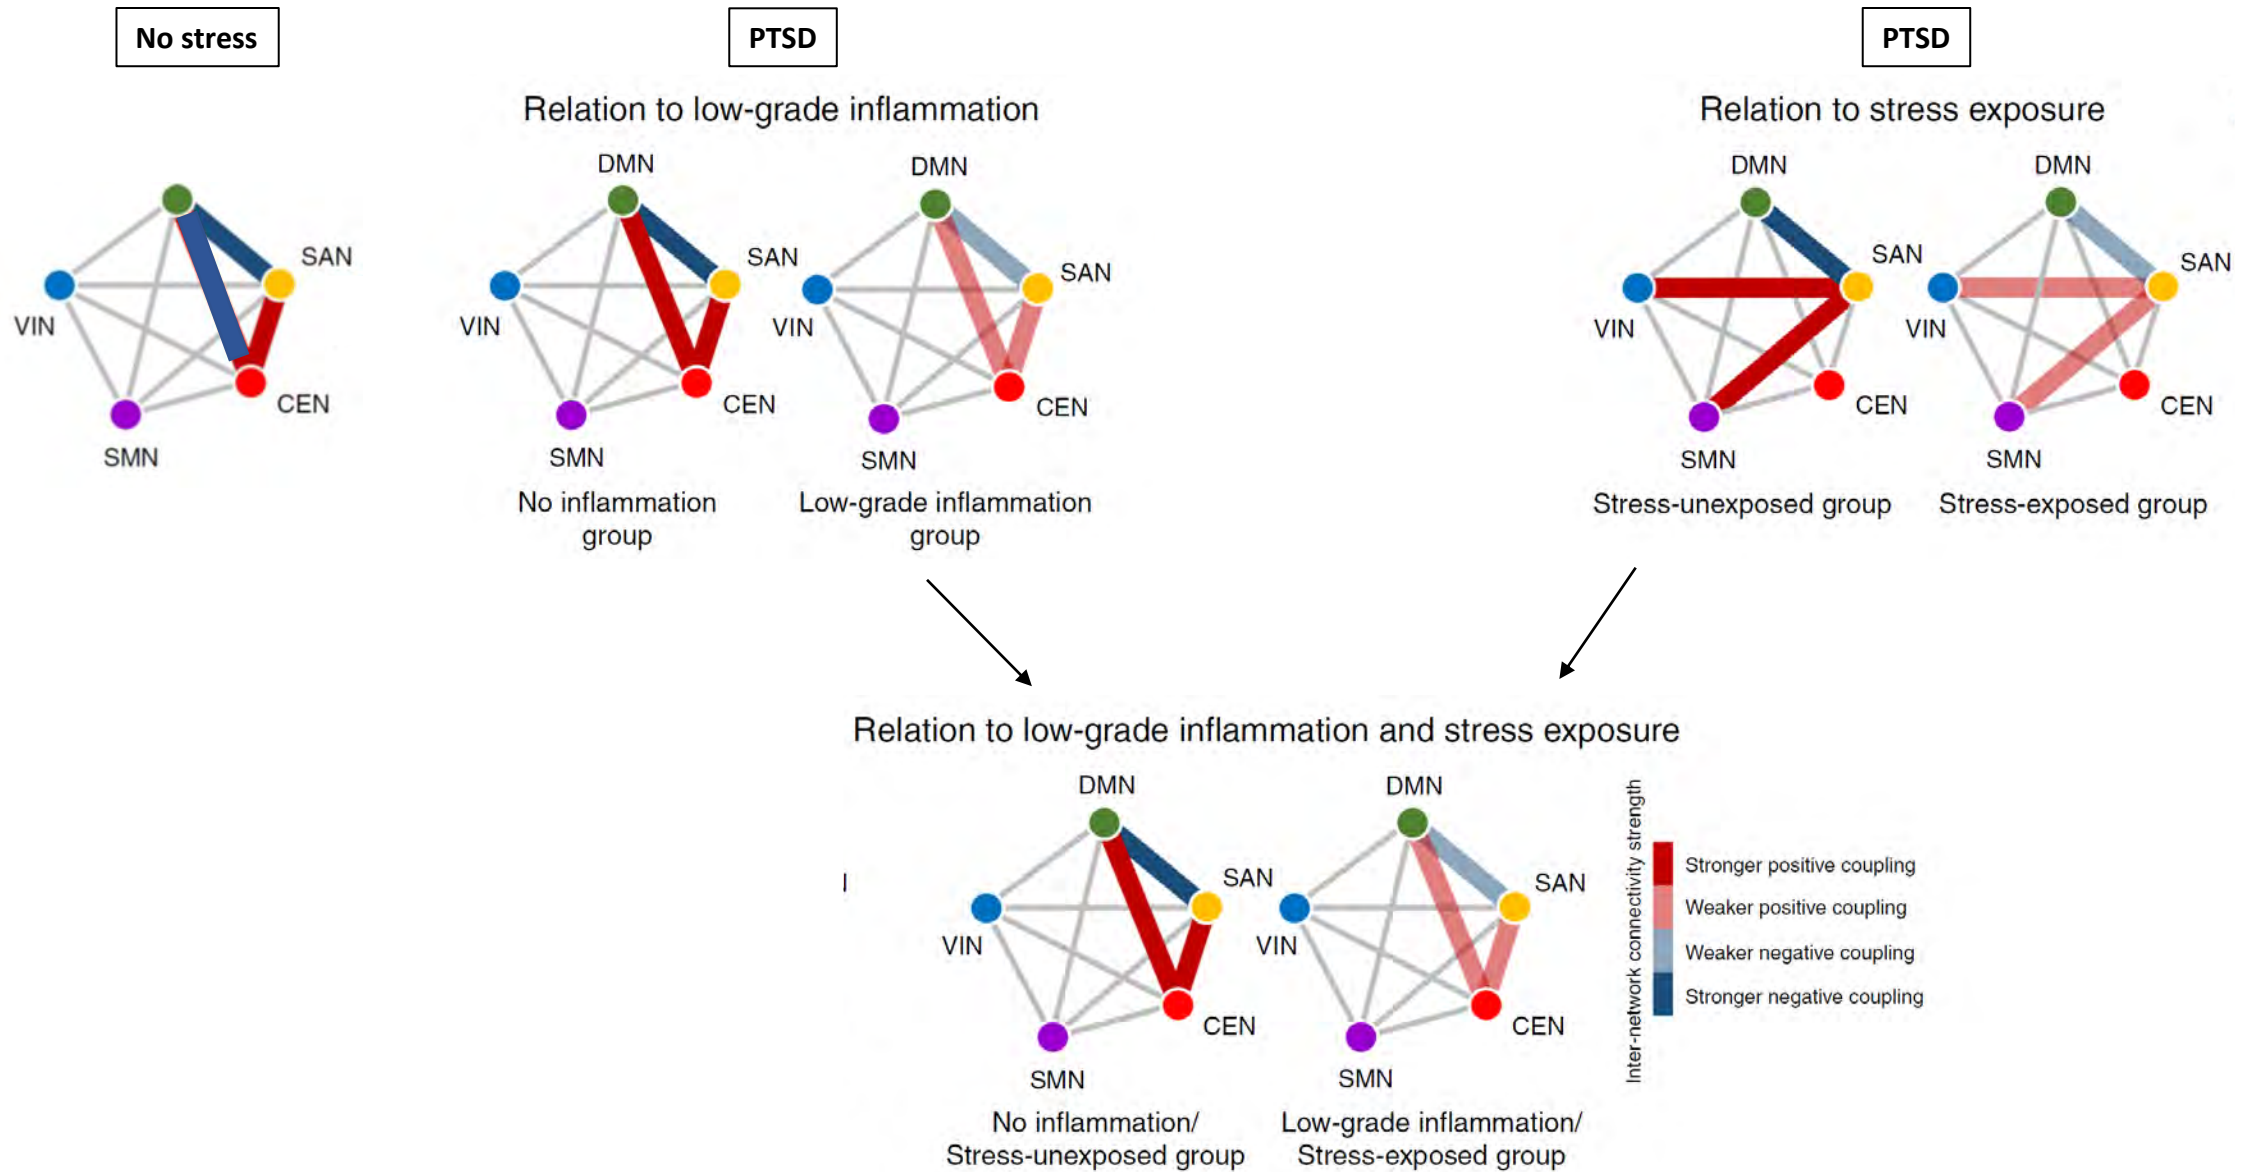 No stress
PTSD
PTSD
Relation to low-grade inflammation
Relation to stress exposure
SAN
VIN
CEN
SMN
DMN
SAN
VIN
CEN
SMN
No inflammation
group
DMN
SAN
VIN
CEN
SMN
Low-grade inflammation
group
DMN
SAN
VIN
CEN
SMN
Stress-unexposed group
DMN
SAN
VIN
CEN
SMN
Stress-exposed group
Relation to low-grade inflammation and stress exposure
DMN
SAN
VIN
CEN
SMN
No inflammation/
Stress-unexposed group
DMN
SAN
VIN
CEN
SMN
Low-grade inflammation/
Stress-exposed group
Inter-network connectivity strength
Stronger positive coupling
Weaker positive coupling
Weaker negative coupling
Stronger negative coupling